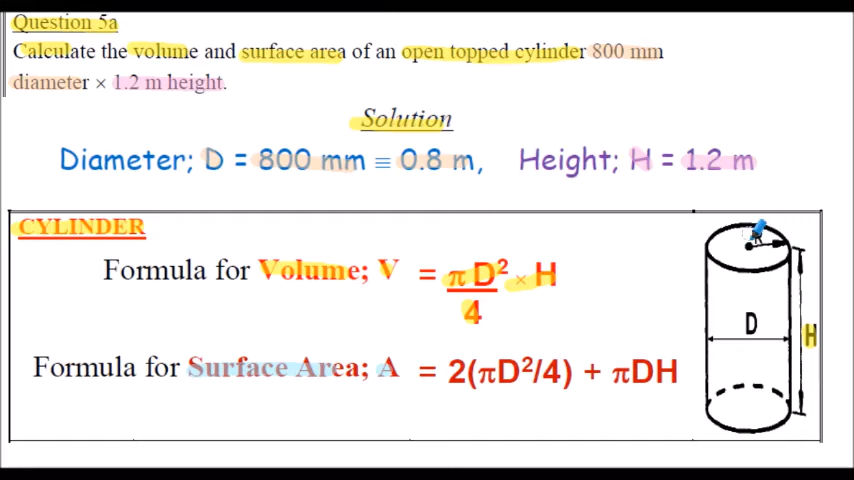 Question 5a
Calculate the volume and surface area of an open topped cylinder 800 mm
diameter × 1.2 m height.
Solution
Diameter; D = 800 mm ≡ 0.8 m, Height; H = 1.2 m
CYLINDER
Formula for Volume; V = πD²/4 × H
Formula for Surface Area; A = 2(πD²/4) + πDH
D
H